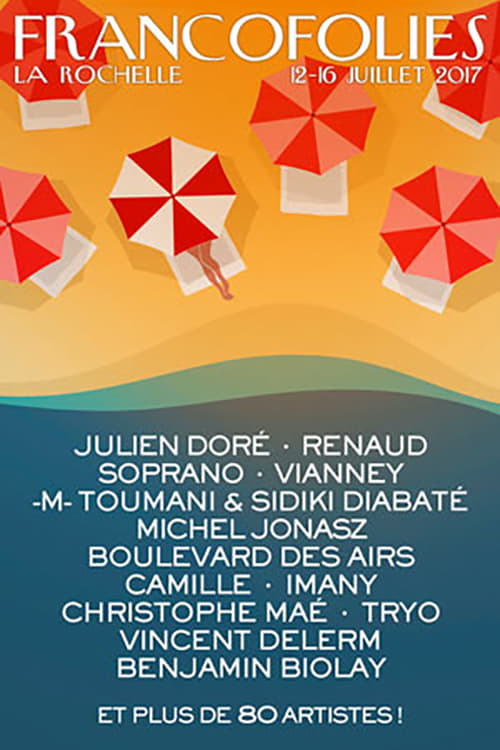 FRANCOFOLIES
LA ROCHELLE 12-16 JUILLET 2017
JULIEN DORÉ · RENAUD
SOPRANO · VIANNEY
-M- TOUMANI & SIDIKI DIABATÉ
MICHEL JONASZ
BOULEVARD DES AIRS
CAMILLE · IMANY
CHRISTOPHE MAÉ · TRYO
VINCENT DELERM
BENJAMIN BIOLAY
ET PLUS DE 80 ARTISTES !